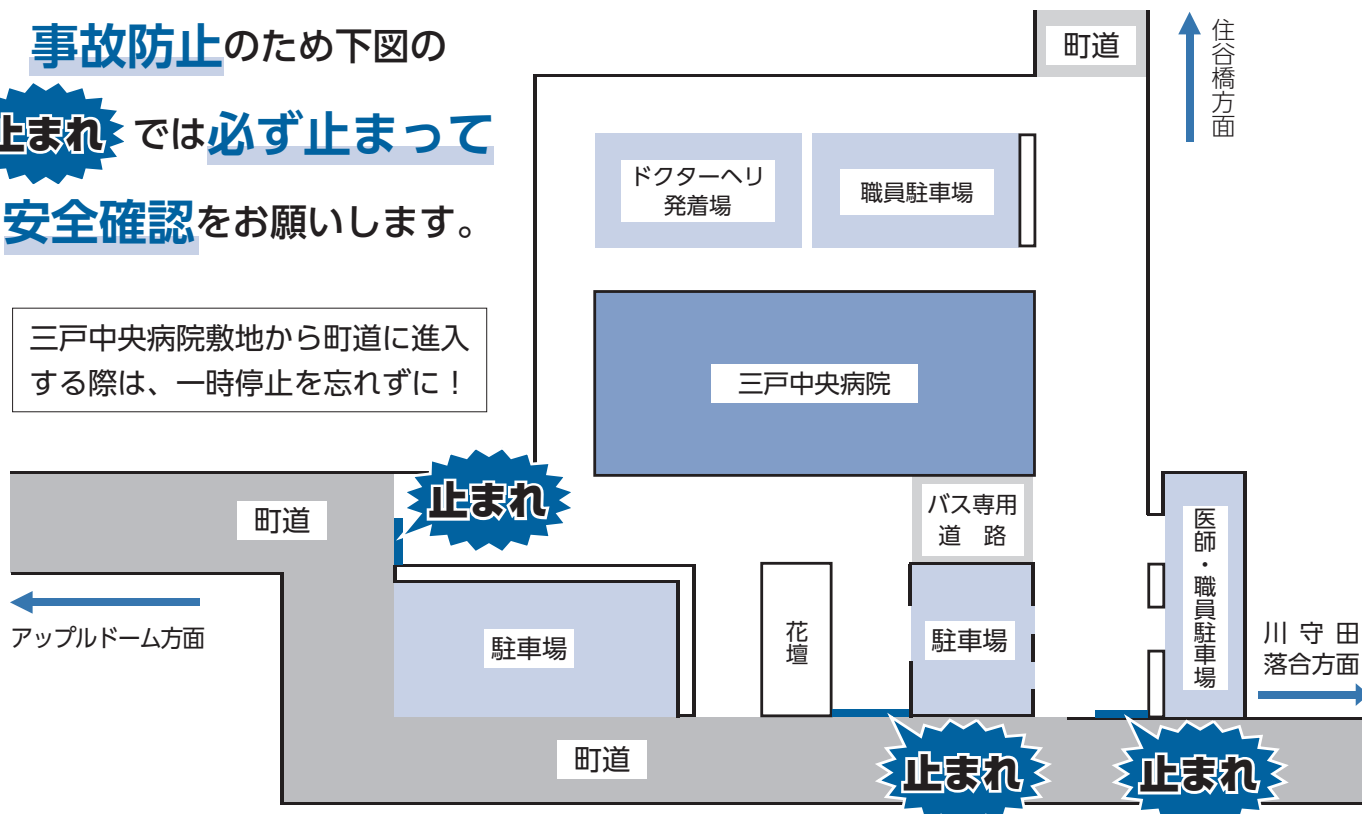 事故防止のため下図の
止まれ では必ず止まって
安全確認をお願いします。
三戸中央病院敷地から町道に進入
する際は、一時停止を忘れずに！
町道
住谷橋方面
ドクターヘリ
発着場
職員駐車場
三戸中央病院
止まれ
町道
バス専用
道　路
医師・職員駐車場
アップルドーム方面
駐車場
花壇
駐車場
川 守 田
落合方面
町道
止まれ
止まれ